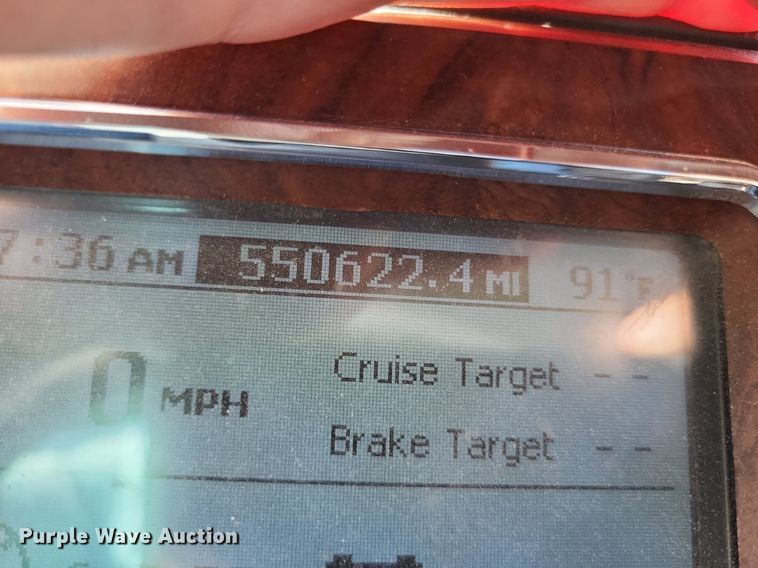 7:36 AM 550622.4 MI 91°F
0 MPH
Cruise Target - -
Brake Target - -
Purple Wave Auction